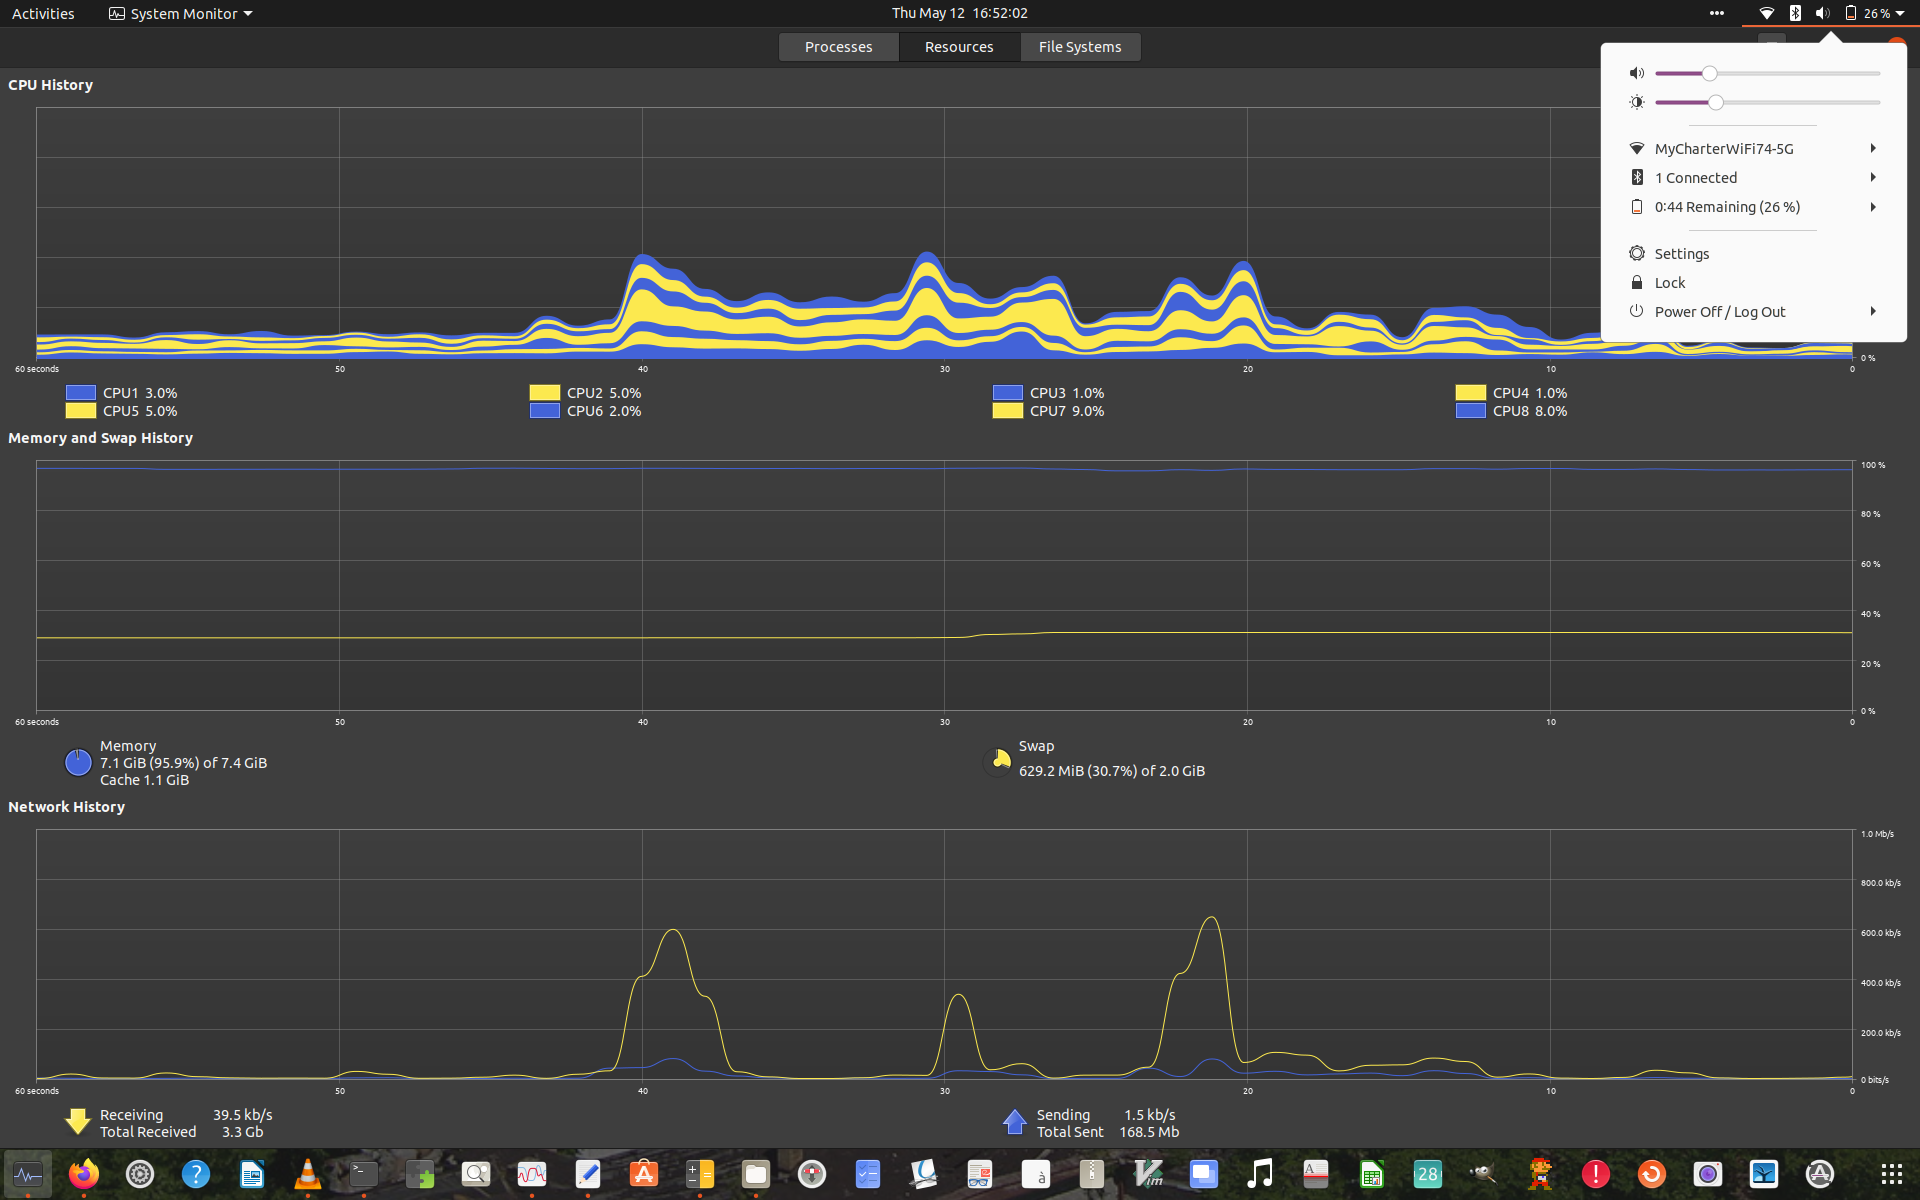 Activities
System Monitor
Thu May 12 16:52:02
26 %
Processes
Resources
File Systems
CPU History
MyCharterWiFi74-5G
1 Connected
0:44 Remaining (26 %)
Settings
Lock
Power Off / Log Out
0 %
60 seconds 50 40 30 20 10 0
CPU1 3.0% CPU2 5.0% CPU3 1.0% CPU4 1.0%
CPU5 5.0% CPU6 2.0% CPU7 9.0% CPU8 8.0%
Memory and Swap History
100 %
80 %
60 %
40 %
20 %
0 %
60 seconds 50 40 30 20 10 0
Memory
7.1 GiB (95.9%) of 7.4 GiB
Cache 1.1 GiB
Swap
629.2 MiB (30.7%) of 2.0 GiB
Network History
1.0 Mb/s
800.0 kb/s
600.0 kb/s
400.0 kb/s
200.0 kb/s
0 bits/s
60 seconds 50 40 30 20 10 0
Receiving 39.5 kb/s
Total Received 3.3 Gb
Sending 1.5 kb/s
Total Sent 168.5 Mb
?
>_
à
Vim
A
28
!